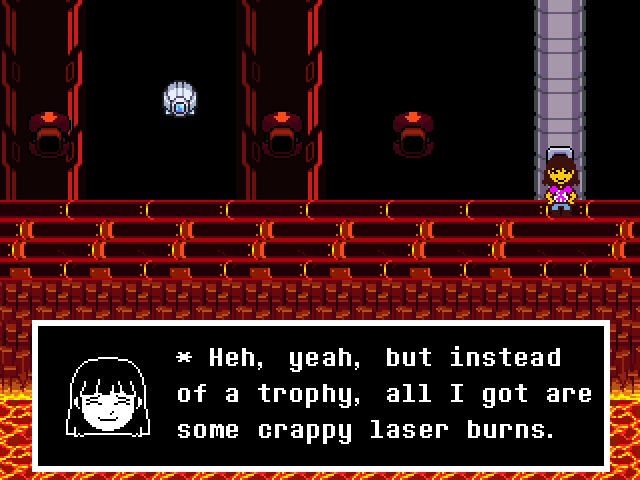 * Heh, yeah, but instead
of a trophy, all I got are
some crappy laser burns.